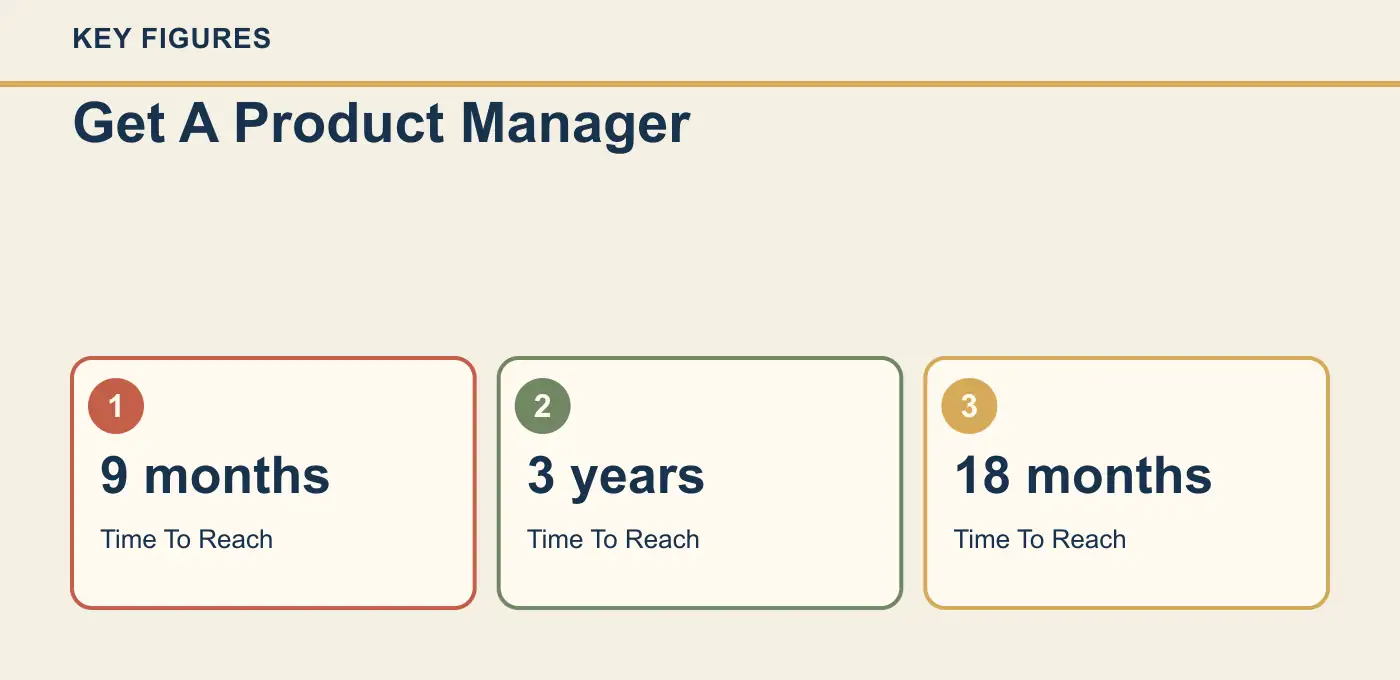 KEY FIGURES
Get A Product Manager
1
9 months
Time To Reach
2
3 years
Time To Reach
3
18 months
Time To Reach